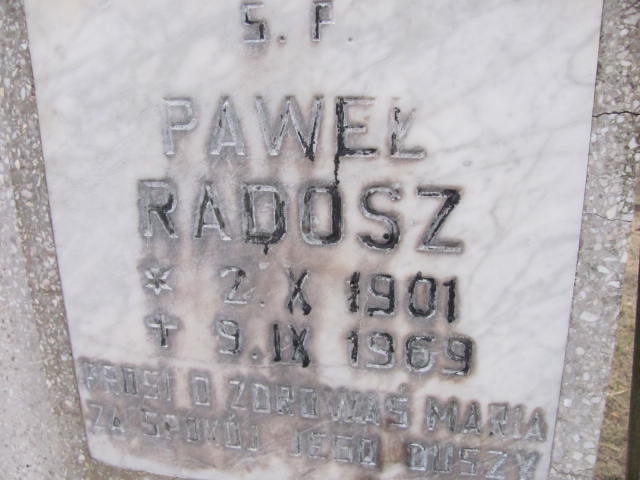 Ś. P.
PAWEŁ
RADOSZ
* 2. X 1901
✝ 9. IX 1969
PROSI O ZDROWAŚ MARIA
ZA SPOKÓJ JEGO DUSZY